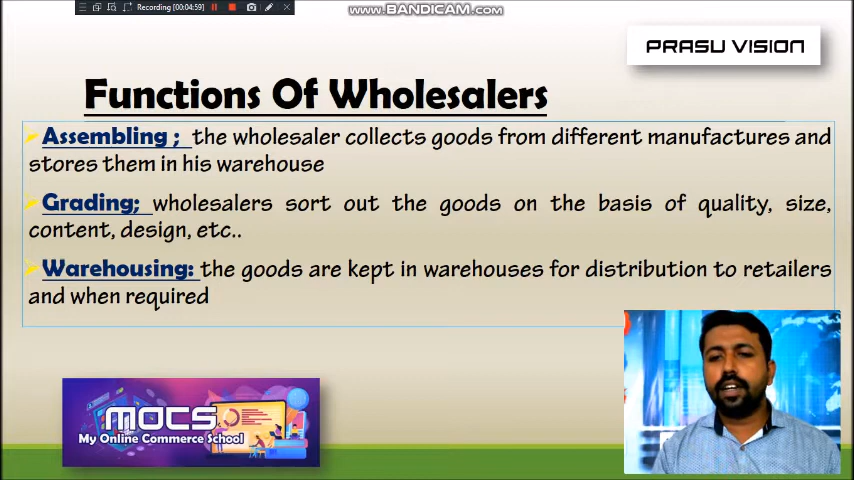 Recording [00:04:59]
www.BANDICAM.com
PRASU VISION
Functions Of Wholesalers
Assembling ; the wholesaler collects goods from different manufactures and
stores them in his warehouse
Grading; wholesalers sort out the goods on the basis of quality, size,
content, design, etc..
Warehousing: the goods are kept in warehouses for distribution to retailers
and when required
MOCS
My Online Commerce School